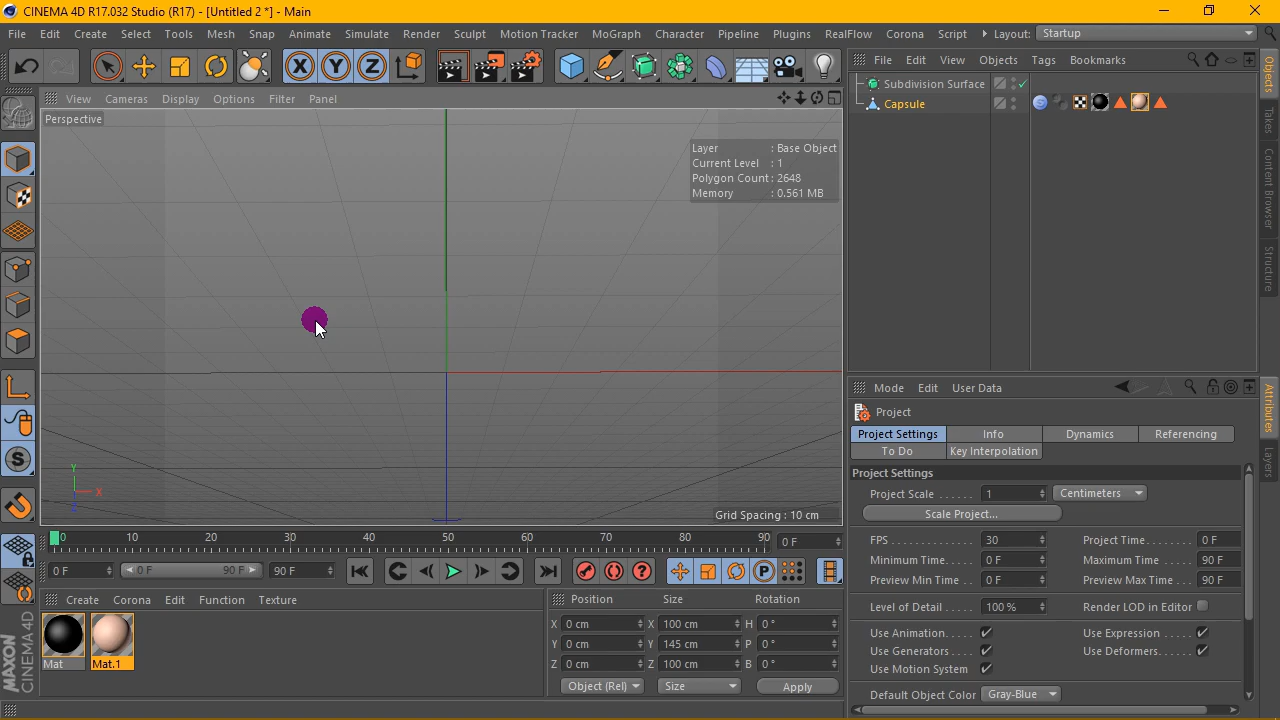 CINEMA 4D R17.032 Studio (R17) - [Untitled 2 *] - Main
File Edit Create Select Tools Mesh Snap Animate Simulate Render Sculpt Motion Tracker MoGraph Character Pipeline Plugins RealFlow Corona Script Layout: Startup
X Y Z
File Edit View Objects Tags Bookmarks
View Cameras Display Options Filter Panel
Subdivision Surface
Capsule
Perspective
Layer : Base Object
Current Level : 1
Polygon Count : 2648
Memory : 0.561 MB
Objects
Takes
Content Browser
Structure
Y
X
Z
Grid Spacing : 10 cm
Mode Edit User Data
Project
Project Settings Info Dynamics Referencing
To Do Key Interpolation
Project Settings
Project Scale ...... 1 Centimeters
Scale Project...
FPS ............. 30 Project Time........ 0 F
Minimum Time. ... 0 F Maximum Time .... 90 F
Preview Min Time .. 0 F Preview Max Time ... 90 F
Level of Detail ..... 100 % Render LOD in Editor
Use Animation..... Use Expression .....
Use Generators .... Use Deformers......
Use Motion System
Default Object Color Gray-Blue
Attributes
Layers
0 10 20 30 40 50 60 70 80 90 0 F
0 F 0 F 90 F 90 F
P
Create Corona Edit Function Texture
Mat Mat.1
Position Size Rotation
X 0 cm X 100 cm H 0 °
Y 0 cm Y 145 cm P 0 °
Z 0 cm Z 100 cm B 0 °
Object (Rel) Size Apply
S
MAXON
CINEMA 4D